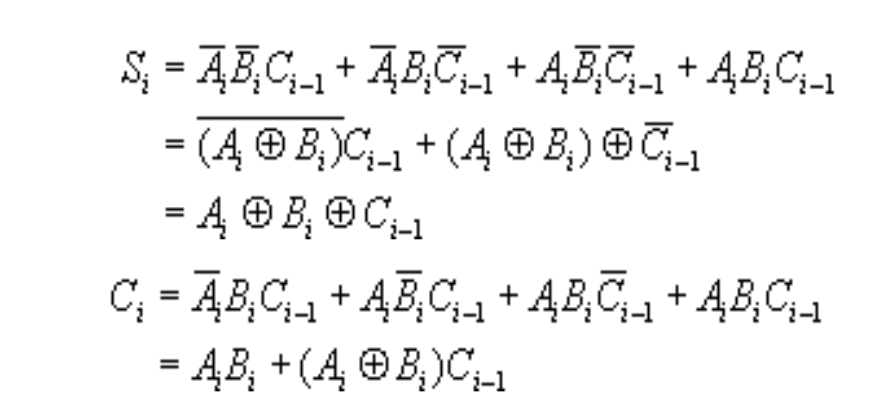 S_i = \overline{A}_i\overline{B}_iC_{i-1} + \overline{A}_iB_i\overline{C}_{i-1} + A_i\overline{B}_i\overline{C}_{i-1} + A_iB_iC_{i-1}
= \overline{(A_i ⊕ B_i)}C_{i-1} + (A_i ⊕ B_i) ⊕ \overline{C}_{i-1}
= A_i ⊕ B_i ⊕ C_{i-1}
C_i = \overline{A}_iB_iC_{i-1} + A_i\overline{B}_iC_{i-1} + A_iB_i\overline{C}_{i-1} + A_iB_iC_{i-1}
= A_iB_i + (A_i ⊕ B_i)C_{i-1}